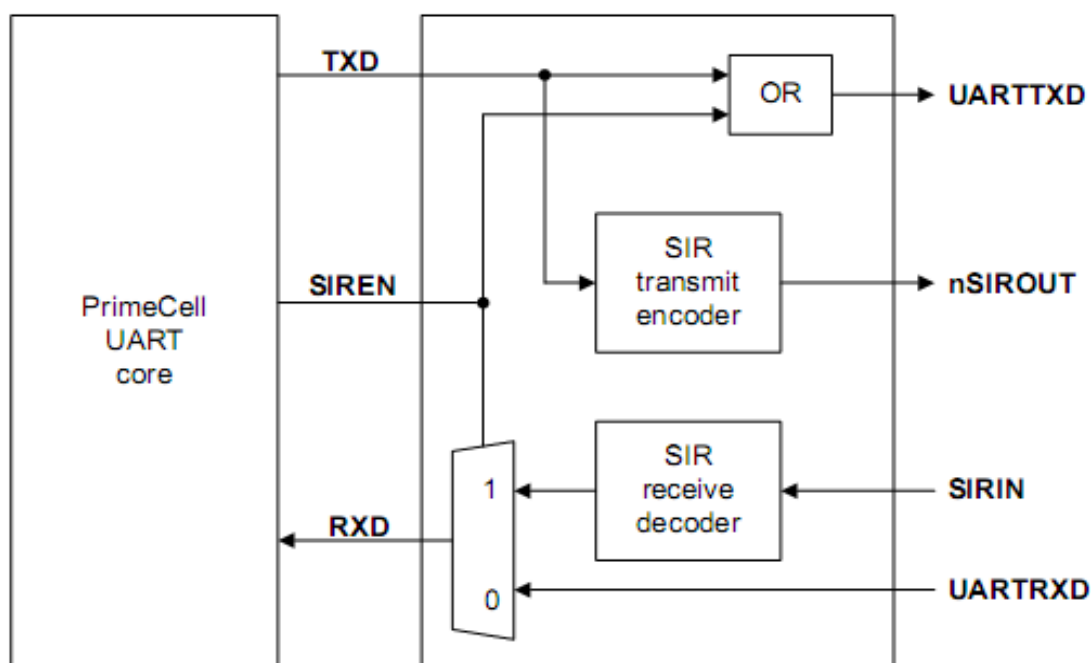 TXD
OR
UARTTXD
SIR
transmit
encoder
nSIROUT
SIREN
PrimeCell
UART
core
SIR
receive
decoder
1
SIRIN
RXD
0
UARTRXD